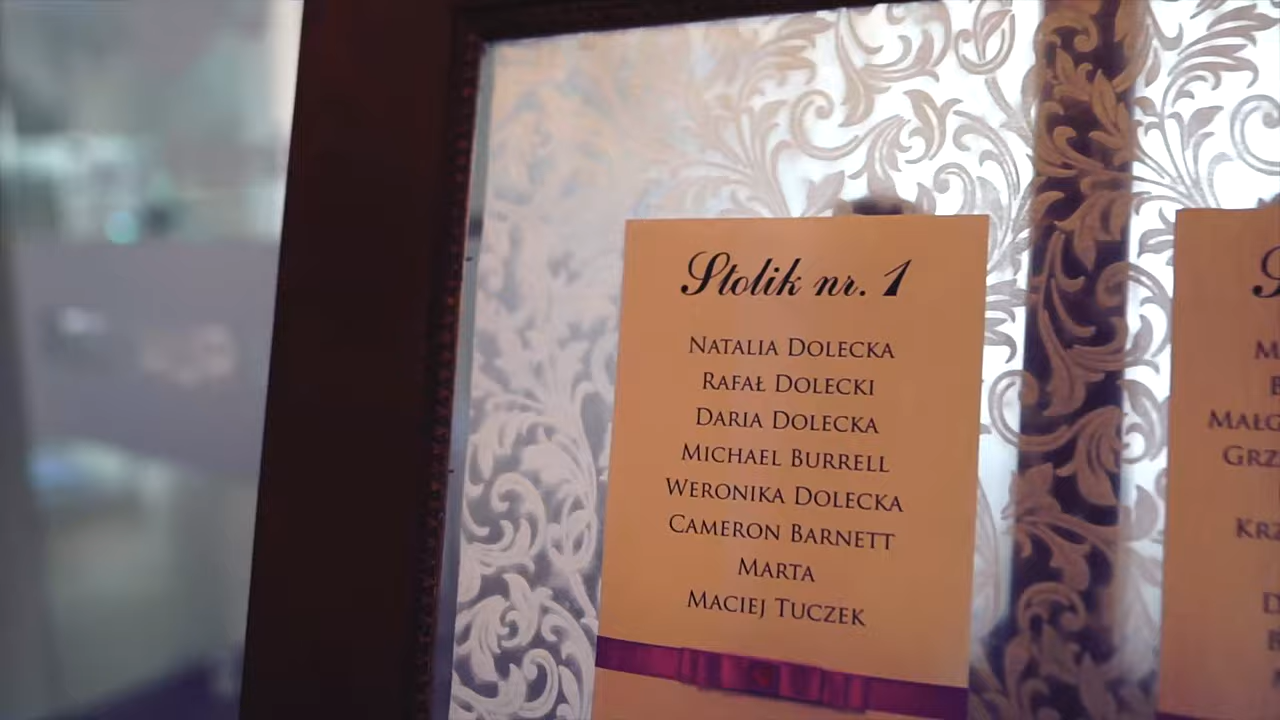 Stolik nr. 1
NATALIA DOLECKA
RAFAŁ DOLECKI
DARIA DOLECKA
MICHAEL BURRELL
WERONIKA DOLECKA
CAMERON BARNETT
MARTA
MACIEJ TUCZEK